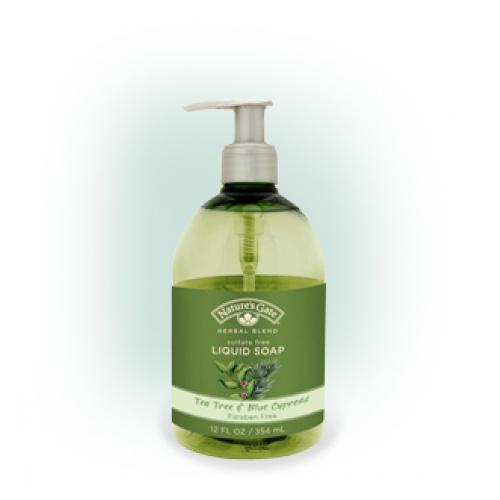 Nature's Gate
HERBAL BLEND
sulfate free
LIQUID SOAP
Tea Tree & Blue Cypress
Paraben Free
12 FL OZ / 354 mL